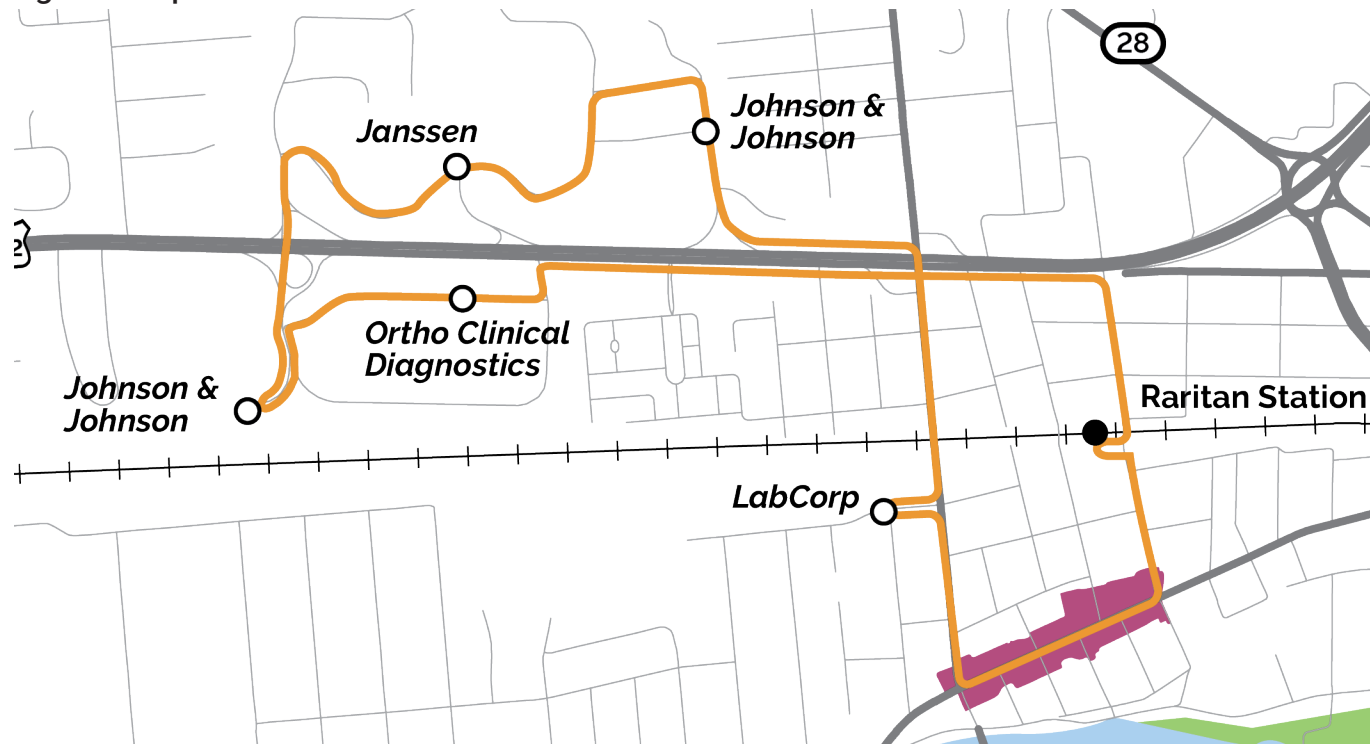 28
Johnson &
Johnson
Janssen
Ortho Clinical
Diagnostics
Johnson &
Johnson
Raritan Station
LabCorp